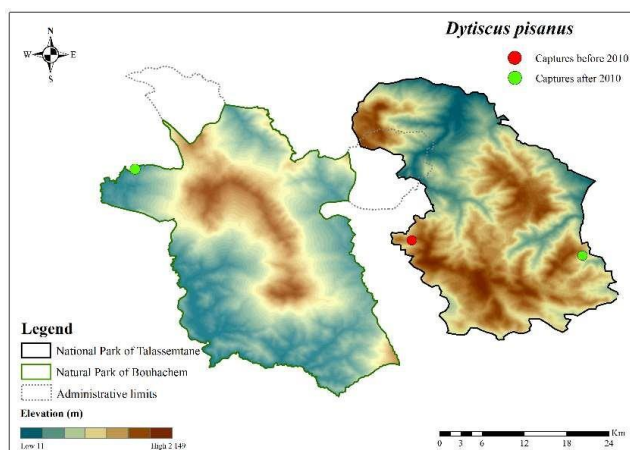 Dytiscus pisanus
Captures before 2010
Captures after 2010
N
W E
S
Legend
National Park of Talassemtane
Natural Park of Bouhachem
Administrative limits
Elevation (m)
Low 11 High 2 149
Km
0 3 6 12 18 24